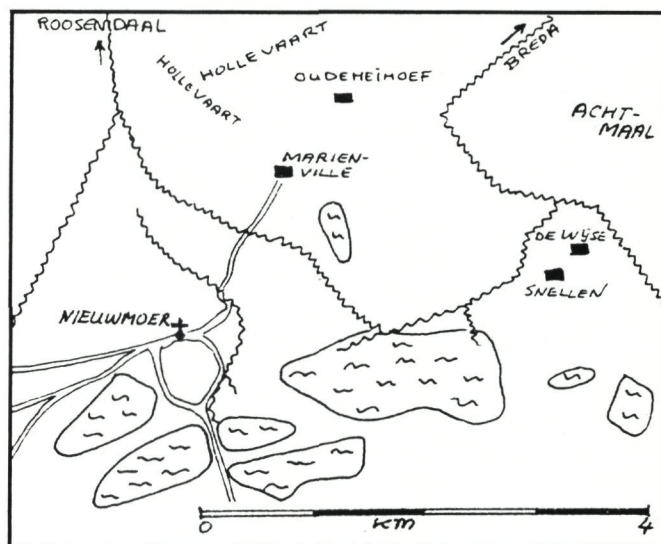 ROOSENDAAL
HOLLEVAART
HOLLEVAART
OUDEHEIHOEF
BREDA
ACHT-
MAAL
MARIEN-
VILLE
DE WIJSE
SNELLEN
NIEUWMOER
0 KM 4